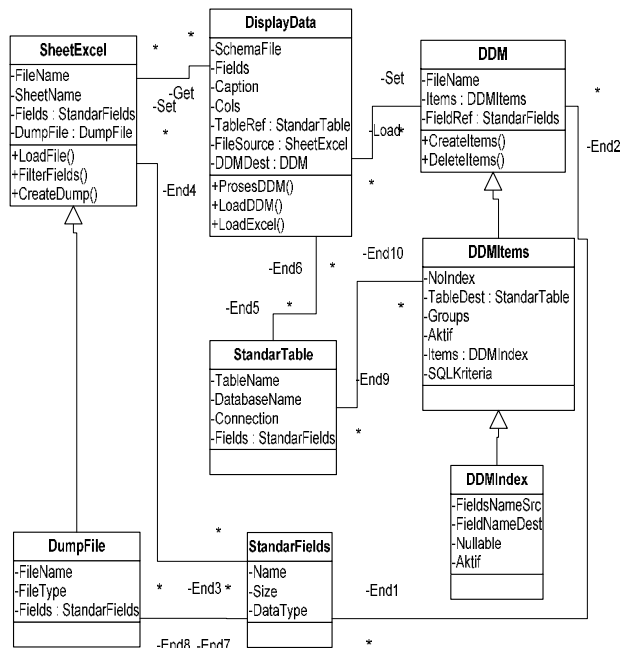 DisplayData
-SchemaFile
-Fields
-Caption
-Cols
-TableRef : StandarTable
-FileSource : SheetExcel
-DDMDest : DDM
+ProsesDDM()
+LoadDDM()
+LoadExcel()
SheetExcel
-FileName
-SheetName
-Fields : StandarFields
-DumpFile : DumpFile
+LoadFile()
+FilterFields()
+CreateDump()
*
*
-Get
-Set
*
-End4
DDM
-FileName
-Items : DDMItems
-FieldRef : StandarFields
+CreateItems()
+DeleteItems()
-Set
-Load
*
*
*
-End2
-End6
*
-End10
-End5
*
*
DDMItems
-NoIndex
-TableDest : StandarTable
-Groups
-Aktif
-Items : DDMIndex
-SQLKriteria
StandarTable
-TableName
-DatabaseName
-Connection
-Fields : StandarFields
-End9
*
DDMIndex
-FieldsNameSrc
-FieldNameDest
-Nullable
-Aktif
DumpFile
-FileName
-FileType
-Fields : StandarFields
*
StandarFields
-Name
-Size
-DataType
*
-End3
*
-End1
-End8
-End7
*